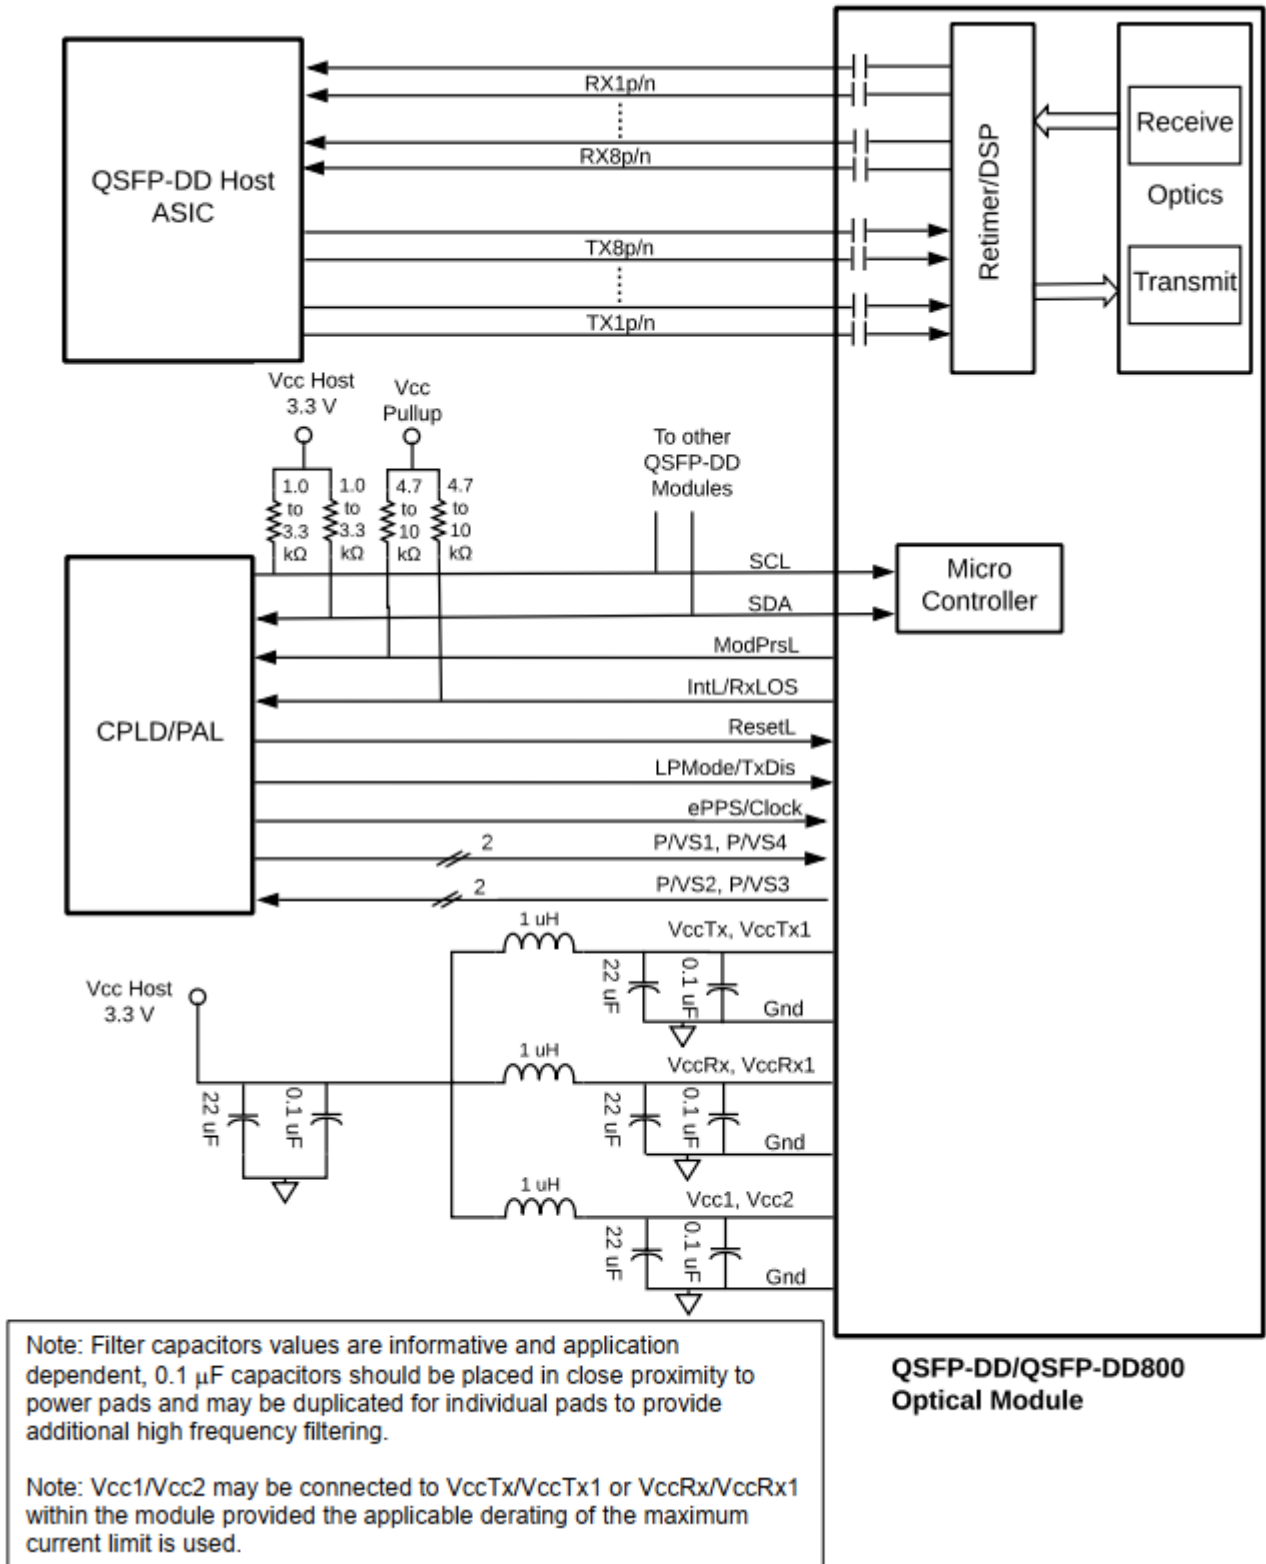 RX1p/n
RX8p/n
TX8p/n
TX1p/n
QSFP-DD Host
ASIC
Retimer/DSP
Receive
Optics
Transmit
Vcc Host
3.3 V
Vcc
Pullup
1.0
to
3.3
kΩ
1.0
to
3.3
kΩ
4.7
to
10
kΩ
4.7
to
10
kΩ
To other
QSFP-DD
Modules
SCL
SDA
ModPrsL
IntL/RxLOS
ResetL
LPMode/TxDis
ePPS/Clock
2
P/VS1, P/VS4
2
P/VS2, P/VS3
CPLD/PAL
Micro
Controller
1 uH
VccTx, VccTx1
22 uF
0.1 uF
Gnd
Vcc Host
3.3 V
22 uF
0.1 uF
1 uH
VccRx, VccRx1
22 uF
0.1 uF
Gnd
1 uH
Vcc1, Vcc2
22 uF
0.1 uF
Gnd
Note: Filter capacitors values are informative and application
dependent, 0.1 μF capacitors should be placed in close proximity to
power pads and may be duplicated for individual pads to provide
additional high frequency filtering.
Note: Vcc1/Vcc2 may be connected to VccTx/VccTx1 or VccRx/VccRx1
within the module provided the applicable derating of the maximum
current limit is used.
QSFP-DD/QSFP-DD800
Optical Module